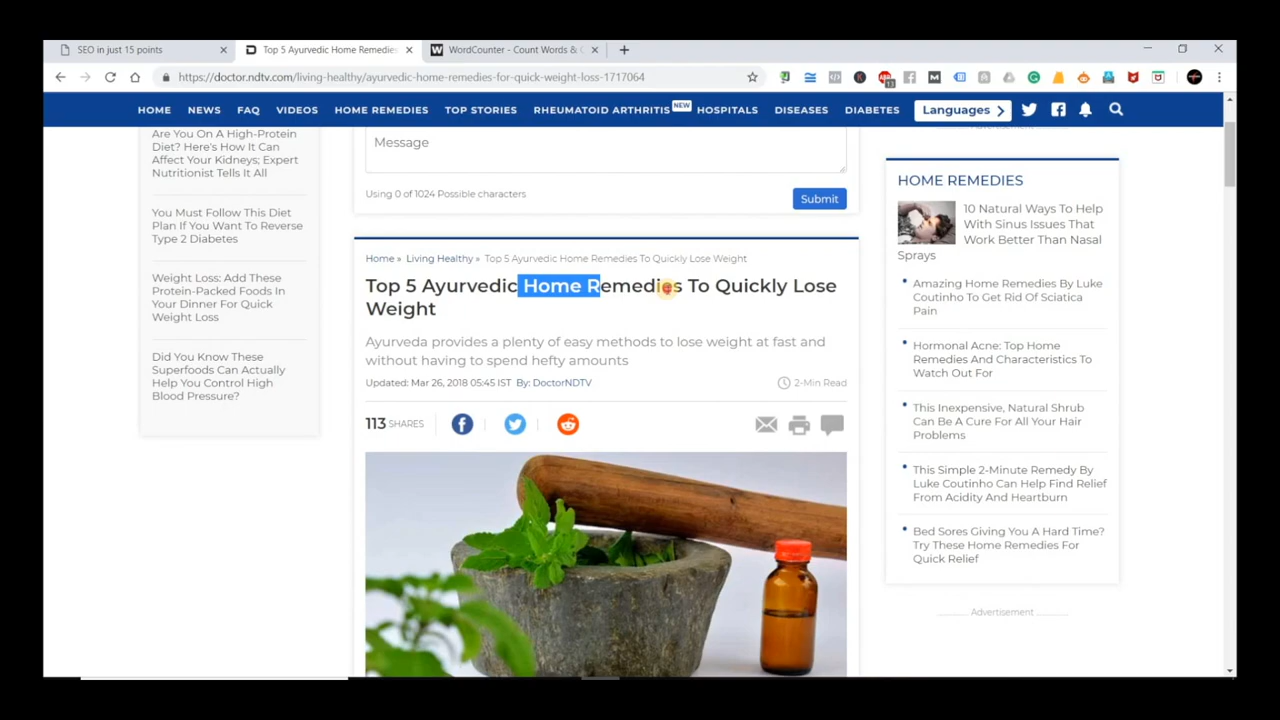 SEO in just 15 points
Top 5 Ayurvedic Home Remedies
WordCounter - Count Words & C
https://doctor.ndtv.com/living-healthy/ayurvedic-home-remedies-for-quick-weight-loss-1717064
13
HOME NEWS FAQ VIDEOS HOME REMEDIES TOP STORIES RHEUMATOID ARTHRITIS NEW HOSPITALS DISEASES DIABETES Languages
Are You On A High-Protein
Diet? Here's How It Can
Affect Your Kidneys; Expert
Nutritionist Tells It All
You Must Follow This Diet
Plan If You Want To Reverse
Type 2 Diabetes
Weight Loss: Add These
Protein-Packed Foods In
Your Dinner For Quick
Weight Loss
Did You Know These
Superfoods Can Actually
Help You Control High
Blood Pressure?
Message
Using 0 of 1024 Possible characters
Submit
Home » Living Healthy » Top 5 Ayurvedic Home Remedies To Quickly Lose Weight
Top 5 Ayurvedic Home Remedies To Quickly Lose
Weight
Ayurveda provides a plenty of easy methods to lose weight at fast and
without having to spend hefty amounts
Updated: Mar 26, 2018 05:45 IST By: DoctorNDTV
2-Min Read
113 SHARES
Advertisement
HOME REMEDIES
10 Natural Ways To Help
With Sinus Issues That
Work Better Than Nasal
Sprays
Amazing Home Remedies By Luke
Coutinho To Get Rid Of Sciatica
Pain
Hormonal Acne: Top Home
Remedies And Characteristics To
Watch Out For
This Inexpensive, Natural Shrub
Can Be A Cure For All Your Hair
Problems
This Simple 2-Minute Remedy By
Luke Coutinho Can Help Find Relief
From Acidity And Heartburn
Bed Sores Giving You A Hard Time?
Try These Home Remedies For
Quick Relief
Advertisement